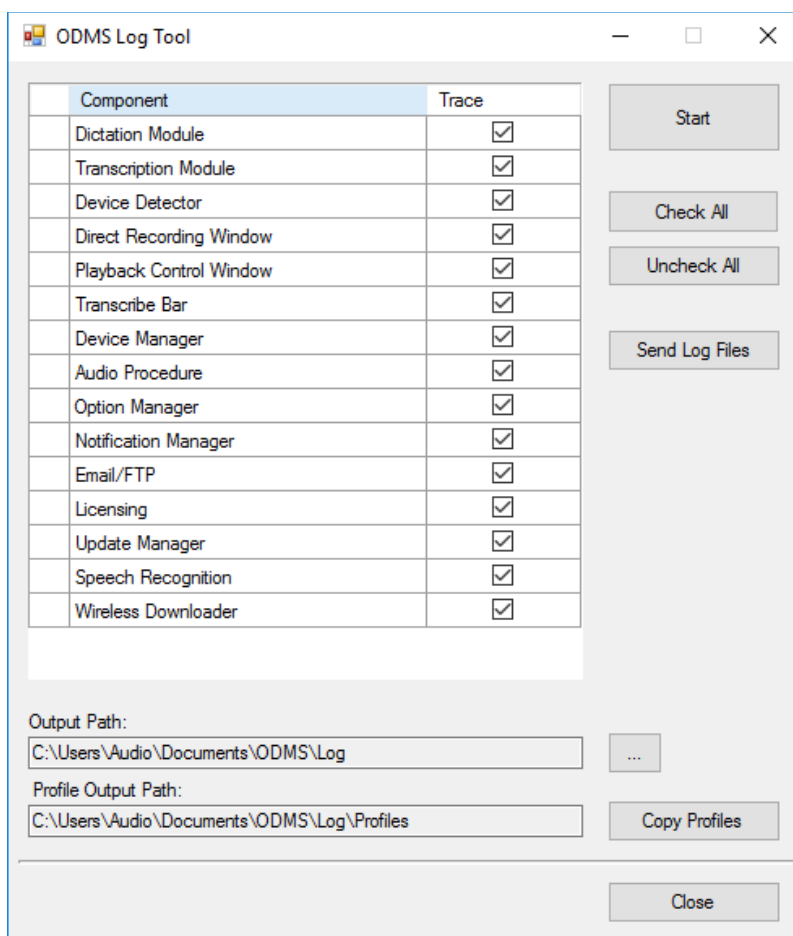 ODMS Log Tool
Component Trace
Dictation Module
Transcription Module
Device Detector
Direct Recording Window
Playback Control Window
Transcribe Bar
Device Manager
Audio Procedure
Option Manager
Notification Manager
Email/FTP
Licensing
Update Manager
Speech Recognition
Wireless Downloader
Start
Check All
Uncheck All
Send Log Files
Output Path:
C:\Users\Audio\Documents\ODMS\Log
...
Profile Output Path:
C:\Users\Audio\Documents\ODMS\Log\Profiles
Copy Profiles
Close